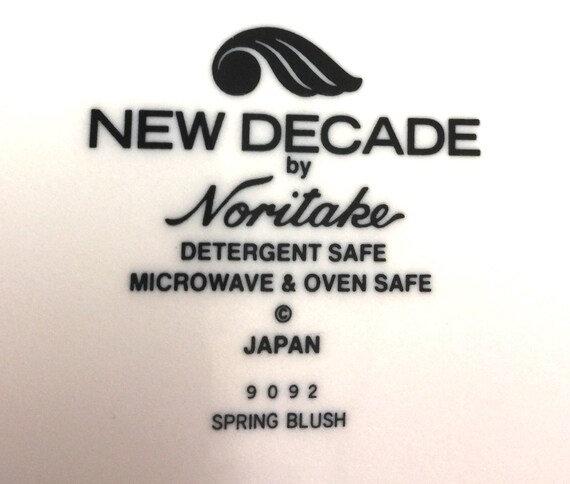 NEW DECADE
by
Noritake
DETERGENT SAFE
MICROWAVE & OVEN SAFE
©
JAPAN
9092
SPRING BLUSH